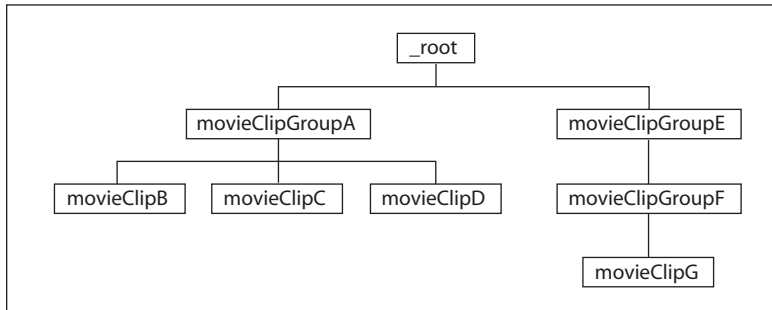 _root
movieClipGroupA
movieClipGroupE
movieClipB
movieClipC
movieClipD
movieClipGroupF
movieClipG